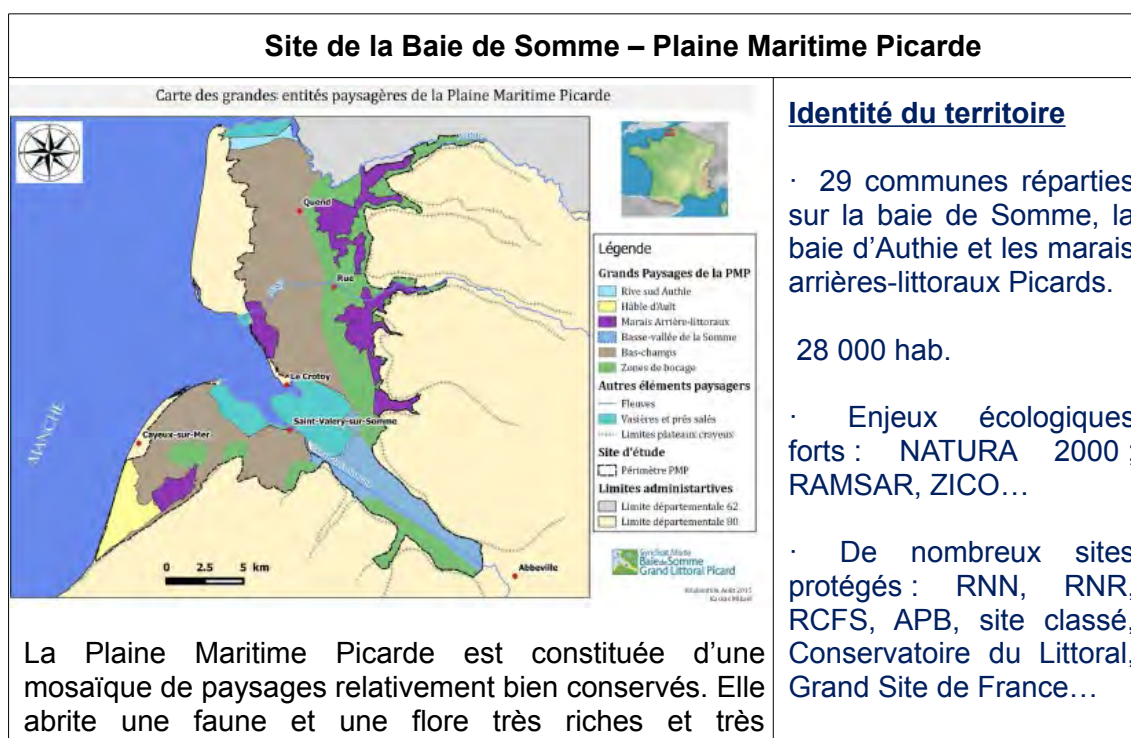 Site de la Baie de Somme – Plaine Maritime Picarde
Carte des grandes entités paysagères de la Plaine Maritime Picarde
Quend
Rue
Le Crotoy
Saint-Valery-sur-Somme
Cayeux-sur-Mer
MANCHE
Abbeville
0 2.5 5 km
Légende
Grands Paysages de la PMP
Rive sud Authie
Hâble d'Ault
Marais Arrière-littoraux
Basse-vallée de la Somme
Bas-champs
Zones de bocage
Autres éléments paysagers
Fleuves
Vasières et prés salés
Limites plateaux crayeux
Site d'étude
Périmètre PMP
Limites administartives
Limite départementale 62
Limite départementale 80
Syndicat Mixte
Baie de Somme
Grand Littoral Picard
La Plaine Maritime Picarde est constituée d'une
mosaïque de paysages relativement bien conservés. Elle
abrite une faune et une flore très riches et très
Identité du territoire
· 29 communes réparties
sur la baie de Somme, la
baie d'Authie et les marais
arrières-littoraux Picards.
28 000 hab.
· Enjeux écologiques
forts : NATURA 2000 ;
RAMSAR, ZICO…
· De nombreux sites
protégés : RNN, RNR,
RCFS, APB, site classé,
Conservatoire du Littoral,
Grand Site de France…